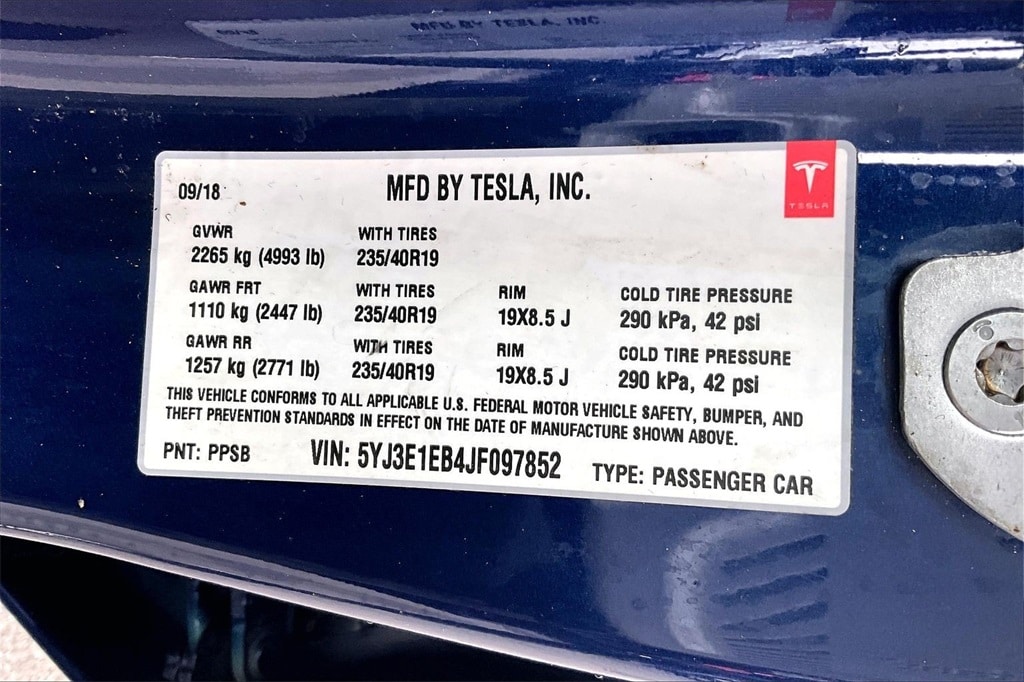 MFD BY TESLA, INC.
09/18
MFD BY TESLA, INC.
TESLA
GVWR WITH TIRES
2265 kg (4993 lb) 235/40R19
GAWR FRT WITH TIRES RIM COLD TIRE PRESSURE
1110 kg (2447 lb) 235/40R19 19X8.5 J 290 kPa, 42 psi
GAWR RR WITH TIRES RIM COLD TIRE PRESSURE
1257 kg (2771 lb) 235/40R19 19X8.5 J 290 kPa, 42 psi
THIS VEHICLE CONFORMS TO ALL APPLICABLE U.S. FEDERAL MOTOR VEHICLE SAFETY, BUMPER, AND
THEFT PREVENTION STANDARDS IN EFFECT ON THE DATE OF MANUFACTURE SHOWN ABOVE.
PNT: PPSB VIN: 5YJ3E1EB4JF097852 TYPE: PASSENGER CAR